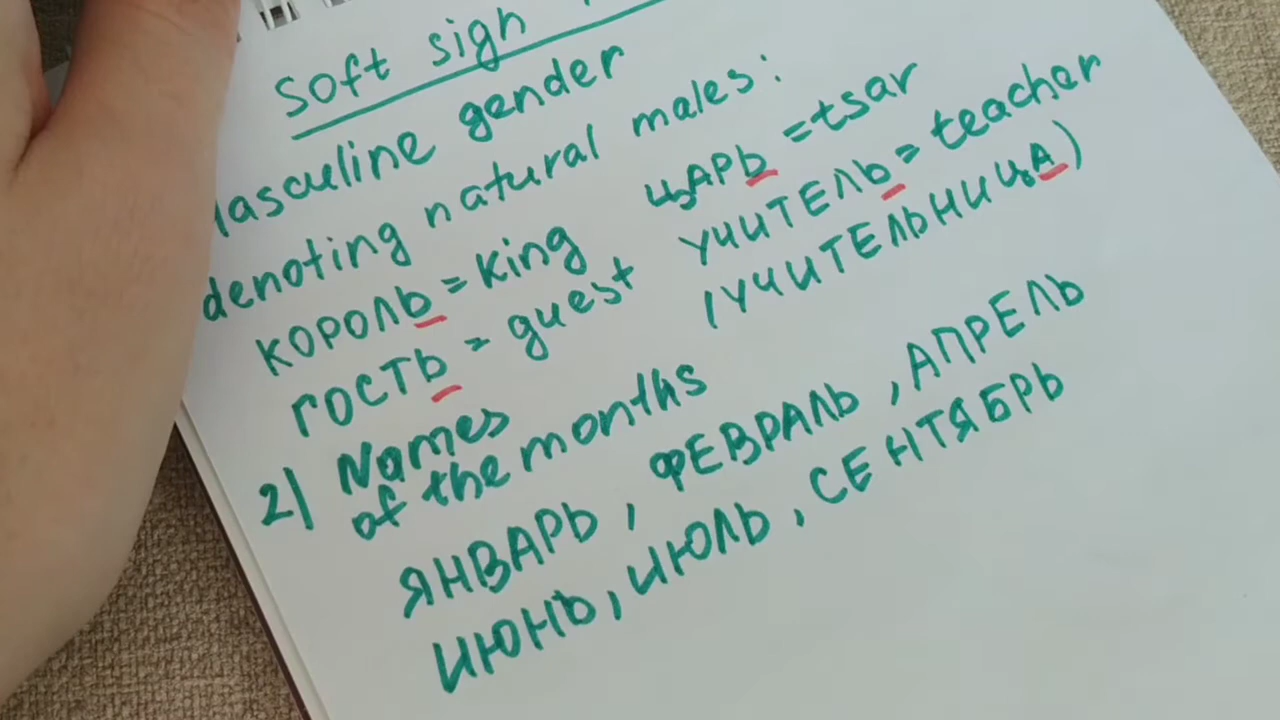 Soft sign
Masculine gender
denoting natural males:
КОРОЛЬ = King
ГОСТЬ = guest
ЦАРЬ = tsar
УЧИТЕЛЬ = teacher
(УЧИТЕЛЬНИЦА)
2) Names
of the months
ЯНВАРЬ, ФЕВРАЛЬ, АПРЕЛЬ
ИЮНЬ, ИЮЛЬ, СЕНТЯБРЬ